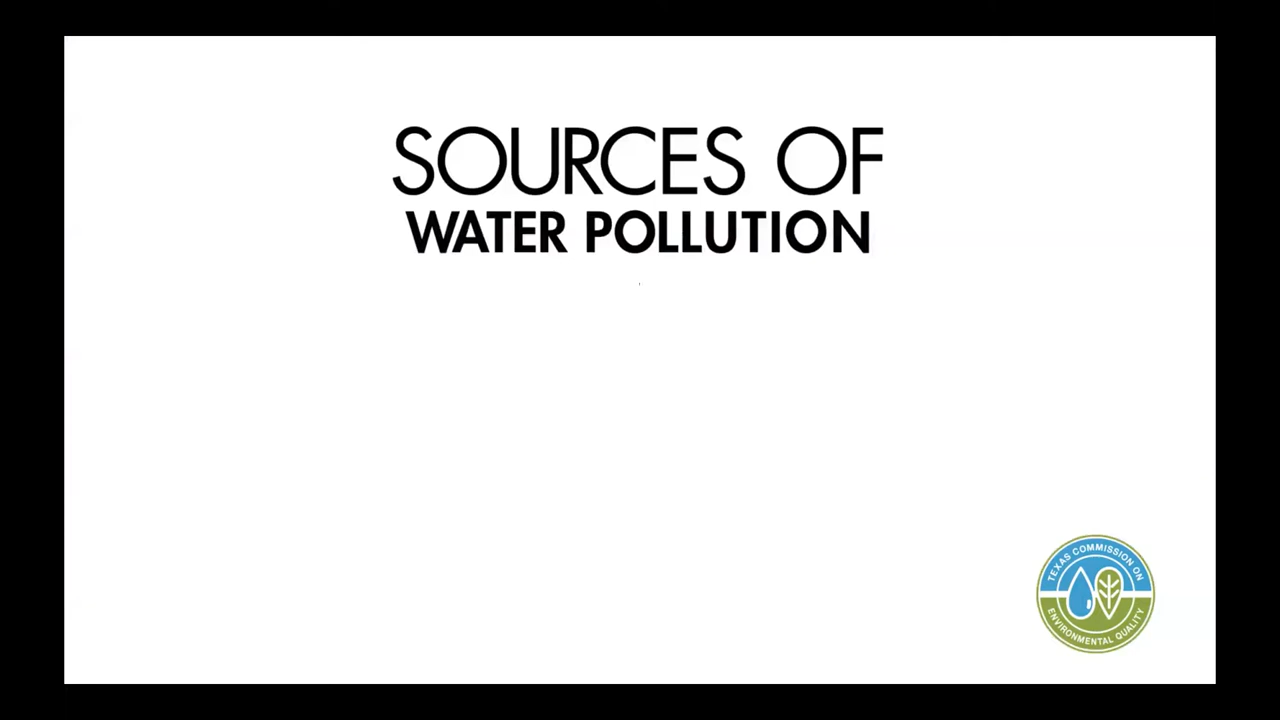 SOURCES OF
WATER POLLUTION
TEXAS COMMISSION ON
ENVIRONMENTAL QUALITY